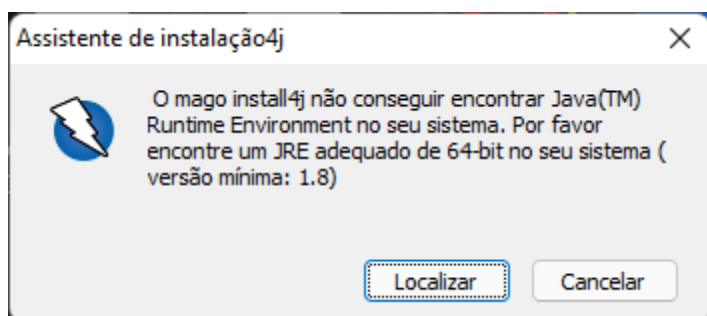 Assistente de instalação4j
O mago install4j não conseguir encontrar Java(TM)
Runtime Environment no seu sistema. Por favor
encontre um JRE adequado de 64-bit no seu sistema (
versão mínima: 1.8)
Localizar
Cancelar